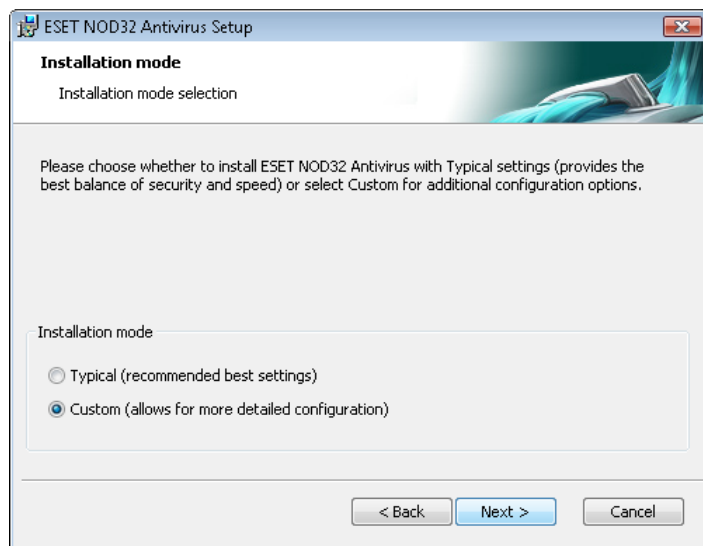 ESET NOD32 Antivirus Setup
Installation mode
Installation mode selection
Please choose whether to install ESET NOD32 Antivirus with Typical settings (provides the
best balance of security and speed) or select Custom for additional configuration options.
Installation mode
Typical (recommended best settings)
Custom (allows for more detailed configuration)
< Back Next > Cancel